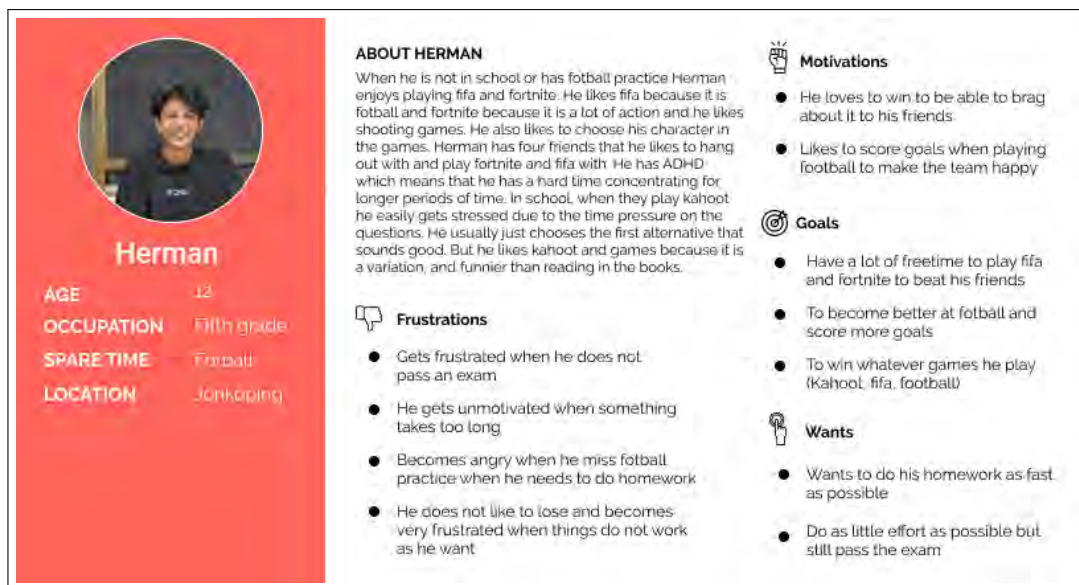 Herman
AGE 12
OCCUPATION Fifth grade
SPARE TIME Fotball
LOCATION Jönköping
ABOUT HERMAN
When he is not in school or has fotball practice Herman
enjoys playing fifa and fortnite. He likes fifa because it is
fotball and fortnite because it is a lot of action and he likes
shooting games. He also likes to choose his character in
the games. Herman has four friends that he likes to hang
out with and play fortnite and fifa with. He has ADHD
which means that he has a hard time concentrating for
longer periods of time. In school, when they play kahoot
he easily gets stressed due to the time pressure on the
questions. He usually just chooses the first alternative that
sounds good. But he likes kahoot and games because it is
a variation, and funnier than reading in the books.
Frustrations
Gets frustrated when he does not
pass an exam
He gets unmotivated when something
takes too long
Becomes angry when he miss fotball
practice when he needs to do homework
He does not like to lose and becomes
very frustrated when things do not work
as he want
Motivations
He loves to win to be able to brag
about it to his friends
Likes to score goals when playing
football to make the team happy
Goals
Have a lot of freetime to play fifa
and fortnite to beat his friends
To become better at fotball and
score more goals
To win whatever games he play
(Kahoot, fifa, football)
Wants
Wants to do his homework as fast
as possible
Do as little effort as possible but
still pass the exam